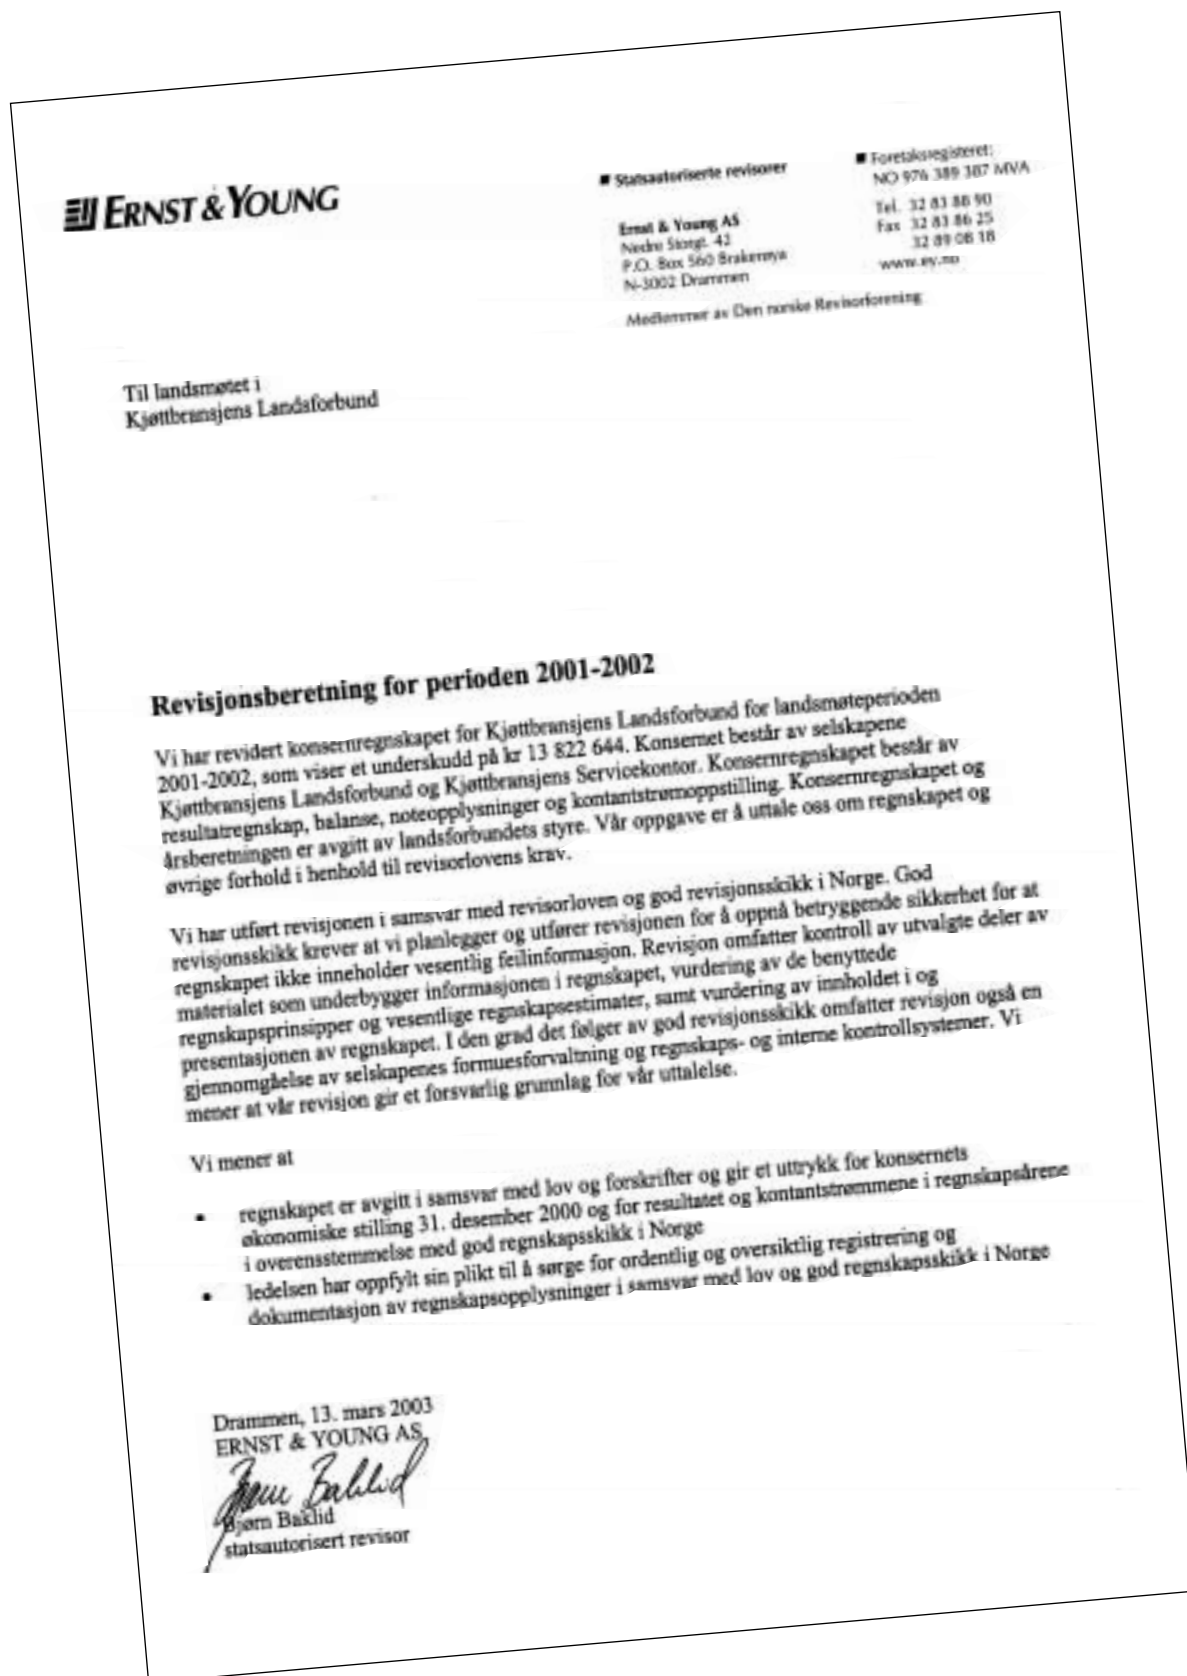 ERNST & YOUNG
■ Statsautoriserte revisorer
Ernst & Young AS
Nedre Storgt. 42
P.O. Box 560 Brakerøya
N-3002 Drammen
Medlemmer av Den norske Revisorforening
■ Foretaksregisteret:
NO 976 389 387 MVA
Tel. 32 83 88 90
Fax 32 83 86 25
32 89 08 18
www.ey.no
Til landsmøtet i
Kjøttbransjens Landsforbund
Revisjonsberetning for perioden 2001-2002
Vi har revidert konsernregnskapet for Kjøttbransjens Landsforbund for landsmøteperioden
2001-2002, som viser et underskudd på kr 13 822 644. Konsernet består av selskapene
Kjøttbransjens Landsforbund og Kjøttbransjens Servicekontor. Konsernregnskapet består av
resultatregnskap, balanse, noteopplysninger og kontantstrømoppstilling. Konsernregnskapet og
årsberetningen er avgitt av landsforbundets styre. Vår oppgave er å uttale oss om regnskapet og
øvrige forhold i henhold til revisorlovens krav.
Vi har utført revisjonen i samsvar med revisorloven og god revisjonsskikk i Norge. God
revisjonsskikk krever at vi planlegger og utfører revisjonen for å oppnå betryggende sikkerhet for at
regnskapet ikke inneholder vesentlig feilinformasjon. Revisjon omfatter kontroll av utvalgte deler av
materialet som underbygger informasjonen i regnskapet, vurdering av de benyttede
regnskapsprinsipper og vesentlige regnskapsestimater, samt vurdering av innholdet i og
presentasjonen av regnskapet. I den grad det følger av god revisjonsskikk omfatter revisjon også en
gjennomgåelse av selskapenes formuesforvaltning og regnskaps- og interne kontrollsystemer. Vi
mener at vår revisjon gir et forsvarlig grunnlag for vår uttalelse.
Vi mener at
• regnskapet er avgitt i samsvar med lov og forskrifter og gir et uttrykk for konsernets
økonomiske stilling 31. desember 2000 og for resultatet og kontantstrømmene i regnskapsårene
i overensstemmelse med god regnskapsskikk i Norge
• ledelsen har oppfylt sin plikt til å sørge for ordentlig og oversiktlig registrering og
dokumentasjon av regnskapsopplysninger i samsvar med lov og god regnskapsskikk i Norge
Drammen, 13. mars 2003
ERNST & YOUNG AS
Bjørn Baklid
Bjørn Baklid
statsautorisert revisor